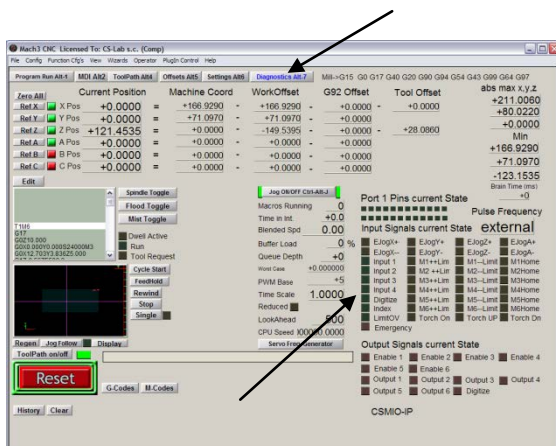 Mach3 CNC Licensed To: CS-Lab s.c. (Comp)
File Config Function Cfg's View Wizards Operator PlugIn Control Help
Program Run Alt-1 MDI Alt2 ToolPath Alt4 Offsets Alt5 Settings Alt6 Diagnostics Alt-7 Mill->G15 G0 G17 G40 G20 G90 G94 G54 G43 G99 G64 G97
Zero All Current Position Machine Coord WorkOffset G92 Offset Tool Offset abs max x,y,z
Ref X X Pos +0.0000 = +166.9290 - +166.9290 - +0.0000 - +0.0000 +211.0060
Ref Y Y Pos +0.0000 = +71.0970 - +71.0970 - +0.0000 +80.0220
Ref Z Z Pos +121.4535 = +0.0000 - -149.5395 - +0.0000 - +28.0860 +0.0000
Ref A A Pos +0.0000 = +0.0000 - +0.0000 - +0.0000 Min
Ref B B Pos +0.0000 = +0.0000 - +0.0000 - +0.0000 +166.9290
Ref C C Pos +0.0000 = +0.0000 - +0.0000 - +0.0000 +71.0970
-123.1535
Edit
Brain Time (ms)
+0
Spindle Toggle
Flood Toggle
Mist Toggle
Dwell Active
Run
Tool Request
T1M6
G17
G0Z10.000
G0X0.000Y0.000S24000M3
Cycle Start
FeedHold
Rewind
Stop
Single
Jog ON/OFF Ctrl-Alt-J
Macros Running 0
Time in Int. +0.0
Blended Spd 0.00
Buffer Load 0 %
Queue Depth +0
Worst Case +0.000000
PWM Base +5
Time Scale 1.0000
Reduced
LookAhead 500
CPU Speed
Servo Freq Generator
Port 1 Pins current State
Pulse Frequency
Input Signals current State external
EJogX+ EJogY+ EJogZ+ EJogA+
EJogX-- EJogY-- EJogZ- EJogA-
Input 1 M1++Lim M1--Limit M1Home
Input 2 M2 ++Lim M2--Limit M2Home
Input 3 M3++Lim M3--Limit M3Home
Input 4 M4++Lim M4--Limit M4Home
Digitize M5++Lim M5--Limit M5Home
Index M6++Lim M6--Limit M6Home
LimitOV Torch On Torch UP Torch Dn
Emergency
Output Signals current State
Enable 1 Enable 2 Enable 3 Enable 4
Enable 5 Enable 6
Output 1 Output 2 Output 3 Output 4
Output 5 Output 6 Digitize
CSMIO-IP
Regen Jog Follow Display
ToolPath on/off
Reset
G-Codes M-Codes
History Clear